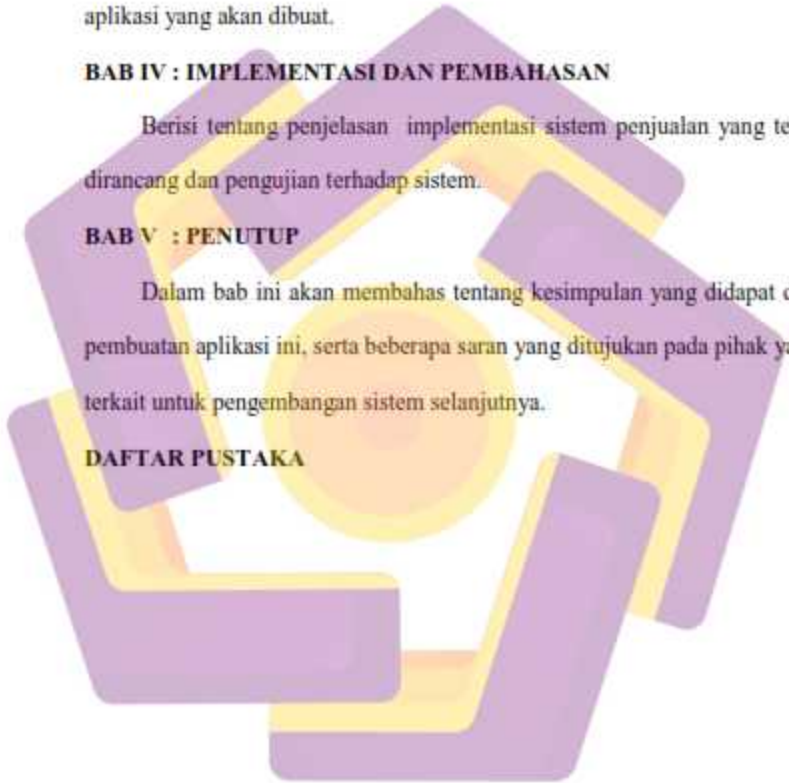 aplikasi yang akan dibuat.
BAB IV : IMPLEMENTASI DAN PEMBAHASAN
Berisi tentang penjelasan implementasi sistem penjualan yang te
dirancang dan pengujian terhadap sistem.
BAB V : PENUTUP
Dalam bab ini akan membahas tentang kesimpulan yang didapat d
pembuatan aplikasi ini, serta beberapa saran yang ditujukan pada pihak ya
terkait untuk pengembangan sistem selanjutnya.
DAFTAR PUSTAKA